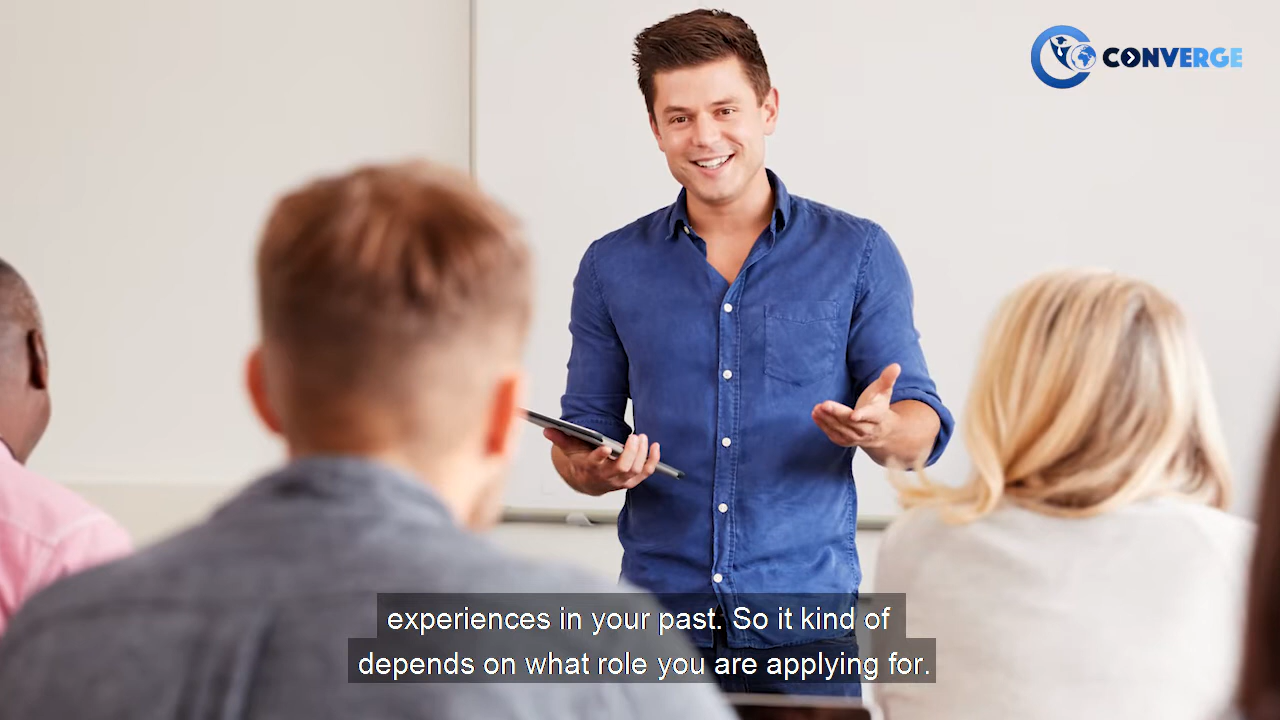 CONVERGE
experiences in your past. So it kind of
depends on what role you are applying for.